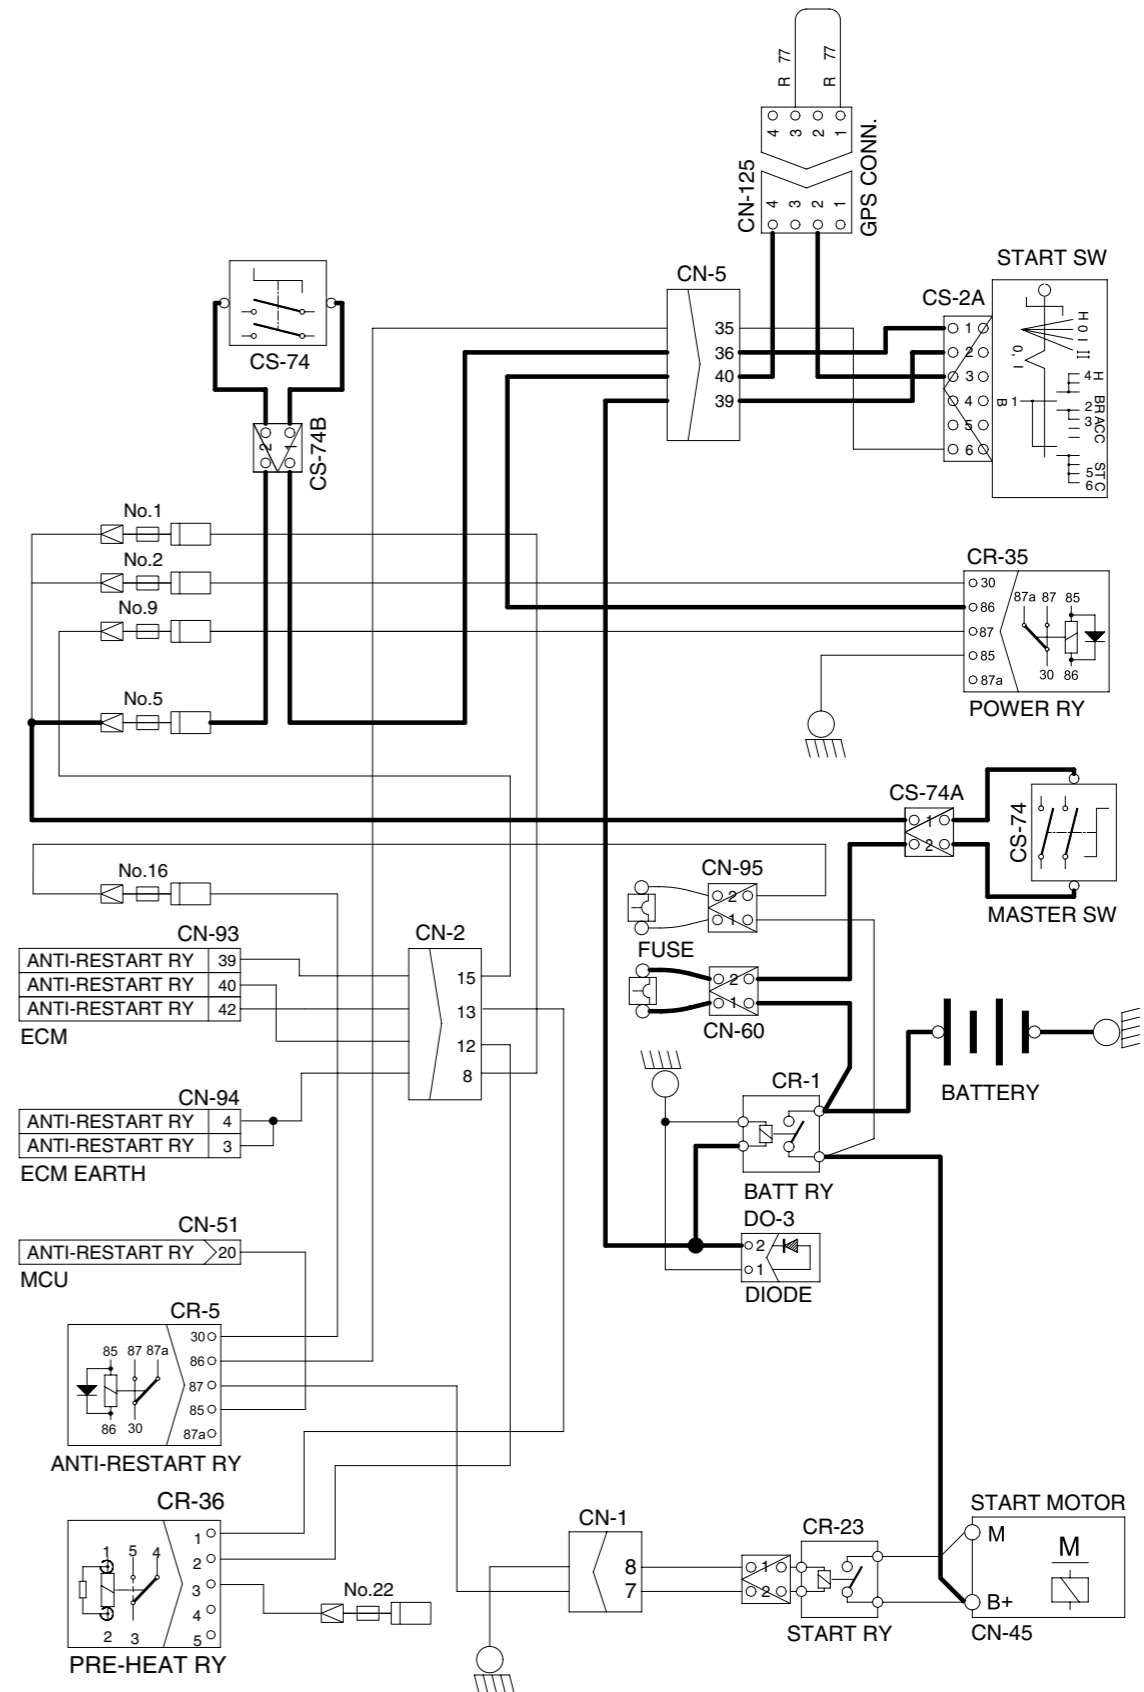 R 77
R 77
4 3 2 1
CN-125
4 3 2 1
GPS CONN.
START SW
CN-5
CS-2A
35
36
40
39
1
2
3
4
5
6
H O I II
0, I
B 1
4 H
BR
2
3 ACC
ST
5
6 C
CS-74
2 1
CS-74B
No.1
No.2
No.9
No.5
CR-35
30
86
87
85
87a
87a 87 85
30 86
POWER RY
CS-74A
1
2
CS-74
MASTER SW
No.16
CN-95
2
1
FUSE
2
1
CN-60
CN-93
ANTI-RESTART RY 39
ANTI-RESTART RY 40
ANTI-RESTART RY 42
ECM
CN-2
15
13
12
8
BATTERY
CN-94
ANTI-RESTART RY 4
ANTI-RESTART RY 3
ECM EARTH
CR-1
BATT RY
DO-3
2
1
DIODE
CN-51
ANTI-RESTART RY 20
MCU
CR-5
30
86
87
85
87a
85 87 87a
86 30
ANTI-RESTART RY
CR-36
1
2
3
4
5
1 5 4
2 3
PRE-HEAT RY
No.22
CN-1
8
7
CR-23
1
2
START RY
START MOTOR
M
M
B+
CN-45